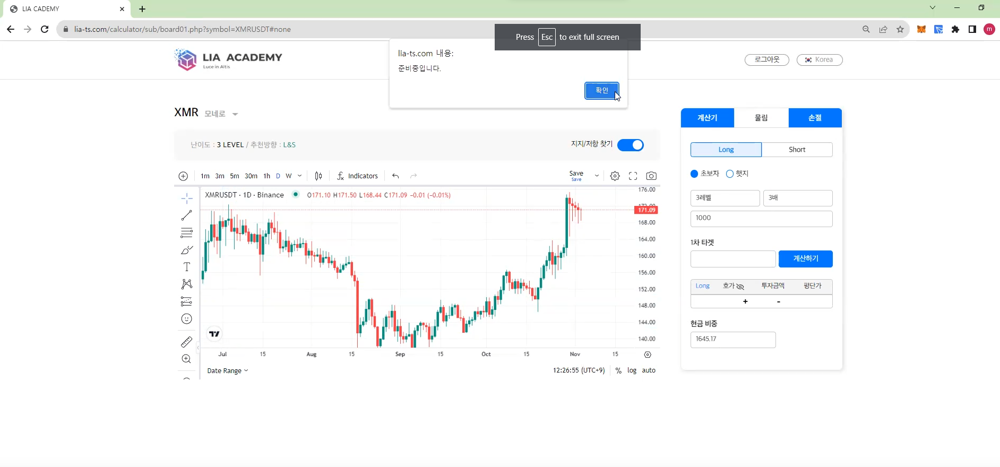 LIA CADEMY
lia-ts.com/calculator/sub/board01.php?symbol=XMRUSDT#none
m
Press Esc to exit full screen
lia-ts.com 내용:
준비중입니다.
확인
LIA ACADEMY
Luce in Altis
로그아웃
Korea
XMR 모네로
난이도 : 3 LEVEL / 추천방향 : L&S
지지/저항 찾기
1m 3m 5m 30m 1h D W
Indicators
Save
Save
XMRUSDT · 1D · Binance
O171.10 H171.50 L168.44 C171.09 −0.01 (−0.01%)
176.00
172.00
171.09
168.00
164.00
160.00
156.00
152.00
148.00
144.00
140.00
Jul 15 Aug 15 Sep 15 Oct 15 Nov 15
Date Range
12:26:55 (UTC+9) % log auto
계산기 물림 손절
Long Short
초보자 햇지
3레벨 3배
1000
1차 타겟
계산하기
Long 호가 투자금액 평단가
+ -
현금 비중
1645.17